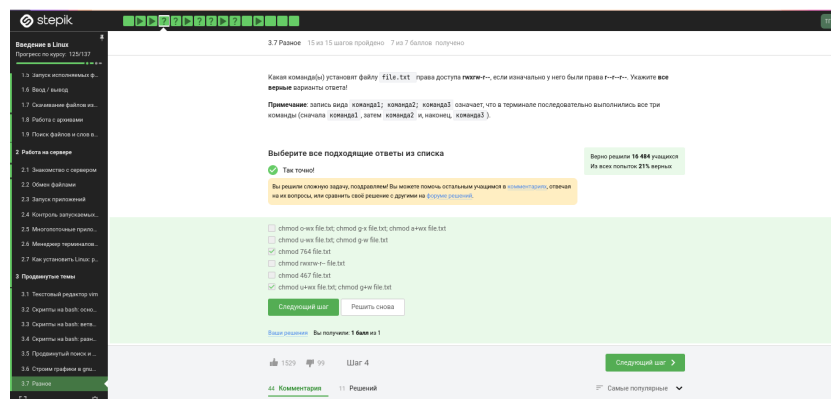 stepik
Введение в Linux
Прогресс по курсу: 125/137
1.5 Запуск исполняемых ф...
1.6 Ввод / вывод
1.7 Скачивание файлов из...
1.8 Работа с архивами
1.9 Поиск файлов и слов в...
2 Работа на сервере
2.1 Знакомство с сервером
2.2 Обмен файлами
2.3 Запуск приложений
2.4 Контроль запускаемых...
2.5 Многопоточные прило...
2.6 Менеджер терминалов...
2.7 Как установить Linux: р...
3 Продвинутые темы
3.1 Текстовый редактор vim
3.2 Скрипты на bash: осно...
3.3 Скрипты на bash: ветв...
3.4 Скрипты на bash: разн...
3.5 Продвинутый поиск и ...
3.6 Строим графики в gnu...
3.7 Разное
3.7 Разное 15 из 15 шагов пройдено 7 из 7 баллов получено
Какая команда(ы) установят файлу file.txt права доступа rwxrw-r--, если изначально у него были права r--r--r--. Укажите все
верные варианты ответа!
Примечание: запись вида команда1; команда2; команда3 означает, что в терминале последовательно выполнились все три
команды (сначала команда1, затем команда2 и, наконец, команда3).
Выберите все подходящие ответы из списка
Верно решили 16 484 учащихся
Из всех попыток 21% верных
Так точно!
Вы решили сложную задачу, поздравляем! Вы можете помочь остальным учащимся в комментариях, отвечая
на их вопросы, или сравнить своё решение с другими на форуме решений.
chmod o-wx file.txt; chmod g-x file.txt; chmod a+wx file.txt
chmod u-wx file.txt; chmod g-w file.txt
chmod 764 file.txt
chmod rwxrw-r-- file.txt
chmod 467 file.txt
chmod u+wx file.txt; chmod g+w file.txt
Следующий шаг Решить снова
Ваши решения Вы получили: 1 балл из 1
1529 99 Шаг 4 Следующий шаг
44 Комментария 11 Решений Самые популярные